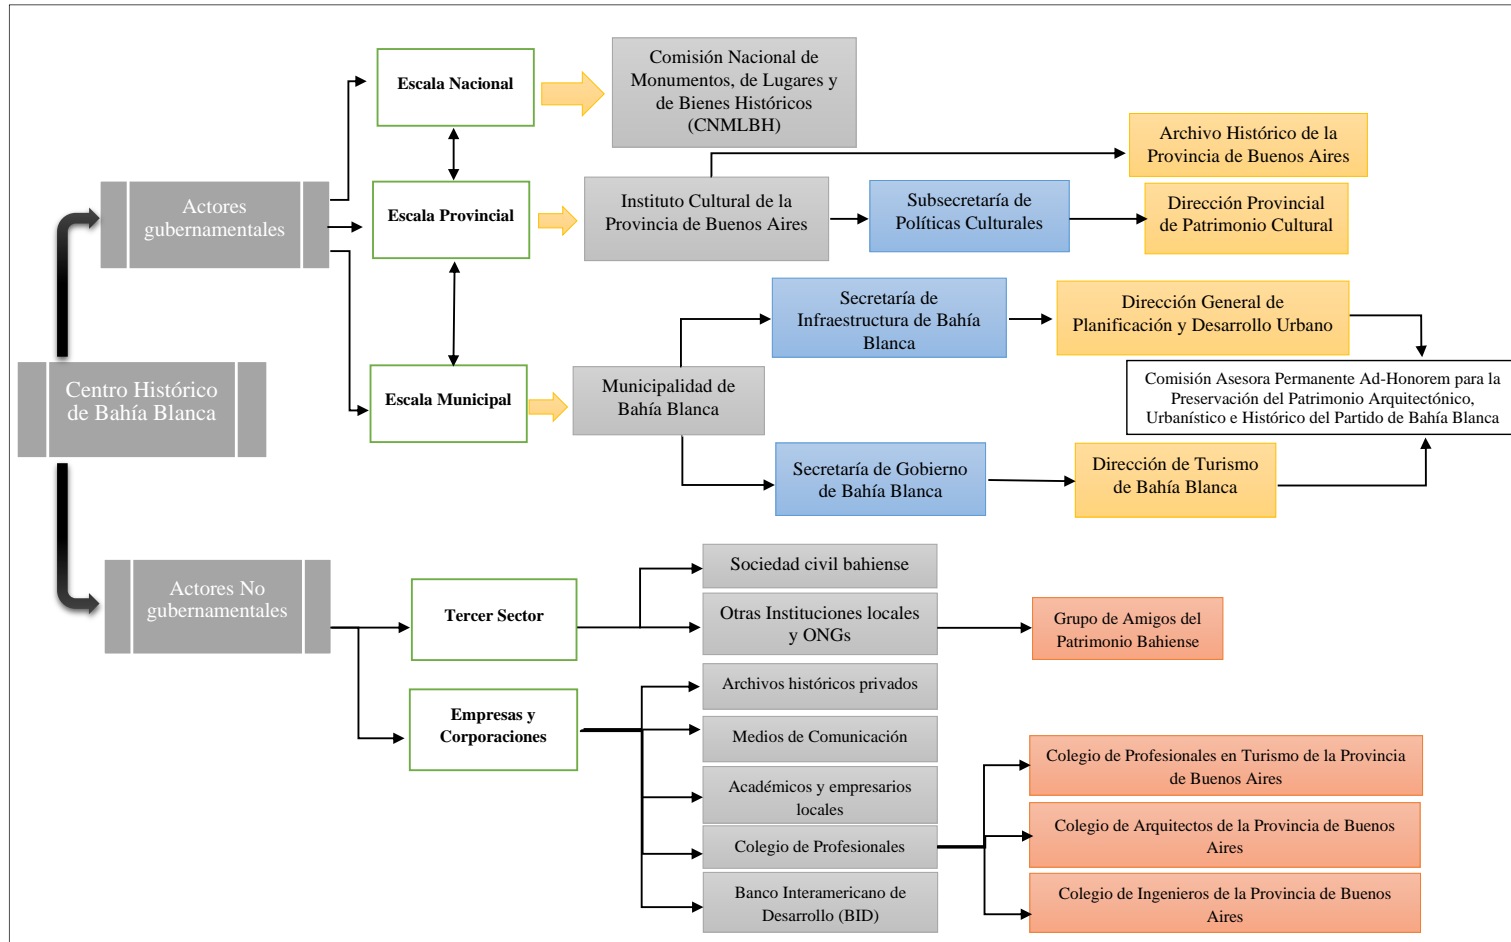 Centro Histórico
de Bahía Blanca
Actores
gubernamentales
Escala Nacional
Comisión Nacional de
Monumentos, de Lugares y
de Bienes Históricos
(CNMLBH)
Escala Provincial
Instituto Cultural de la
Provincia de Buenos Aires
Archivo Histórico de la
Provincia de Buenos Aires
Subsecretaría de
Políticas Culturales
Dirección Provincial
de Patrimonio Cultural
Escala Municipal
Municipalidad de
Bahía Blanca
Secretaría de
Infraestructura de Bahía
Blanca
Dirección General de
Planificación y Desarrollo Urbano
Comisión Asesora Permanente Ad-Honorem para la
Preservación del Patrimonio Arquitectónico,
Urbanístico e Histórico del Partido de Bahía Blanca
Secretaría de Gobierno
de Bahía Blanca
Dirección de Turismo
de Bahía Blanca
Actores No
gubernamentales
Tercer Sector
Sociedad civil bahiense
Otras Instituciones locales
y ONGs
Grupo de Amigos del
Patrimonio Bahiense
Empresas y
Corporaciones
Archivos históricos privados
Medios de Comunicación
Académicos y empresarios
locales
Colegio de Profesionales
Banco Interamericano de
Desarrollo (BID)
Colegio de Profesionales en Turismo de la Provincia
de Buenos Aires
Colegio de Arquitectos de la Provincia de Buenos
Aires
Colegio de Ingenieros de la Provincia de Buenos
Aires